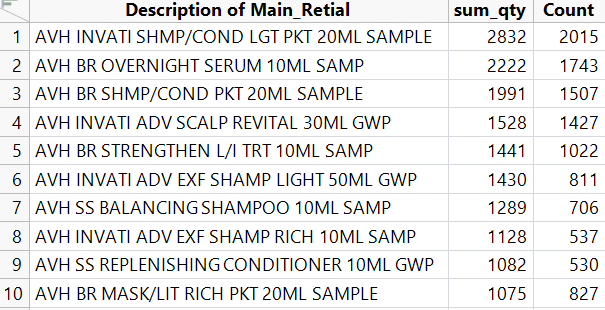 Description of Main_Retial sum_qty Count
1 AVH INVATI SHMP/COND LGT PKT 20ML SAMPLE 2832 2015
2 AVH BR OVERNIGHT SERUM 10ML SAMP 2222 1743
3 AVH BR SHMP/COND PKT 20ML SAMPLE 1991 1507
4 AVH INVATI ADV SCALP REVITAL 30ML GWP 1528 1427
5 AVH BR STRENGTHEN L/I TRT 10ML SAMP 1441 1022
6 AVH INVATI ADV EXF SHAMP LIGHT 50ML GWP 1430 811
7 AVH SS BALANCING SHAMPOO 10ML SAMP 1289 706
8 AVH INVATI ADV EXF SHAMP RICH 10ML SAMP 1128 537
9 AVH SS REPLENISHING CONDITIONER 10ML GWP 1082 530
10 AVH BR MASK/LIT RICH PKT 20ML SAMPLE 1075 827